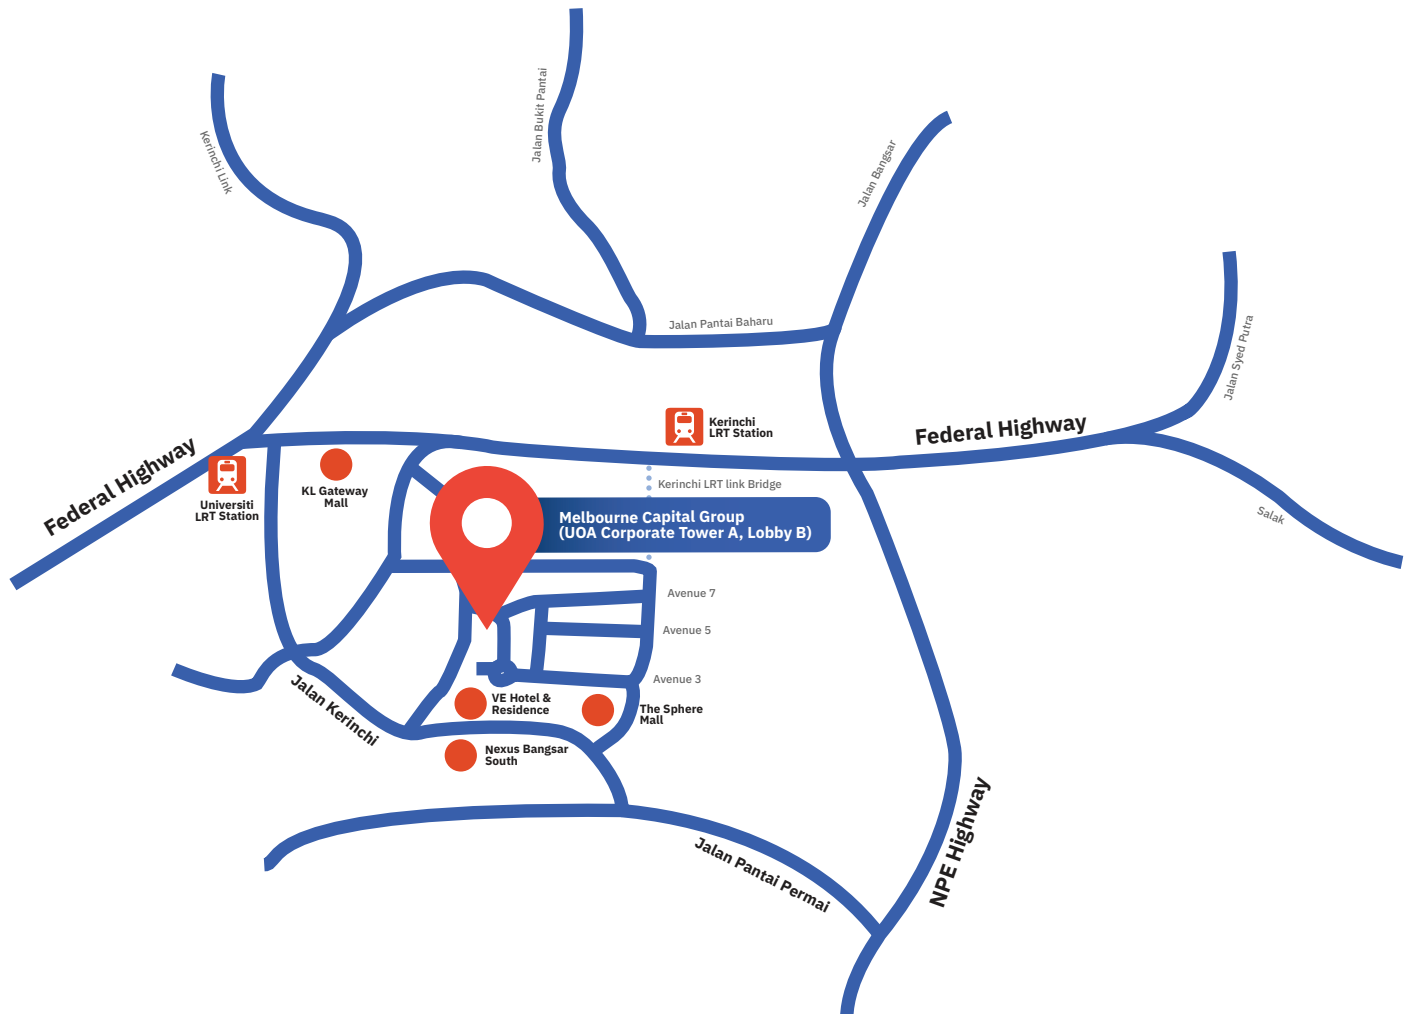 Kerinchi Link
Jalan Bukit Pantai
Jalan Bangsar
Jalan Pantai Baharu
Jalan Syed Putra
Federal Highway
Kerinchi
LRT Station
Federal Highway
Universiti
LRT Station
KL Gateway
Mall
Kerinchi LRT link Bridge
Salak
Melbourne Capital Group
(UOA Corporate Tower A, Lobby B)
Avenue 7
Avenue 5
Avenue 3
Jalan Kerinchi
VE Hotel &
Residence
The Sphere
Mall
Nexus Bangsar
South
Jalan Pantai Permai
NPE Highway